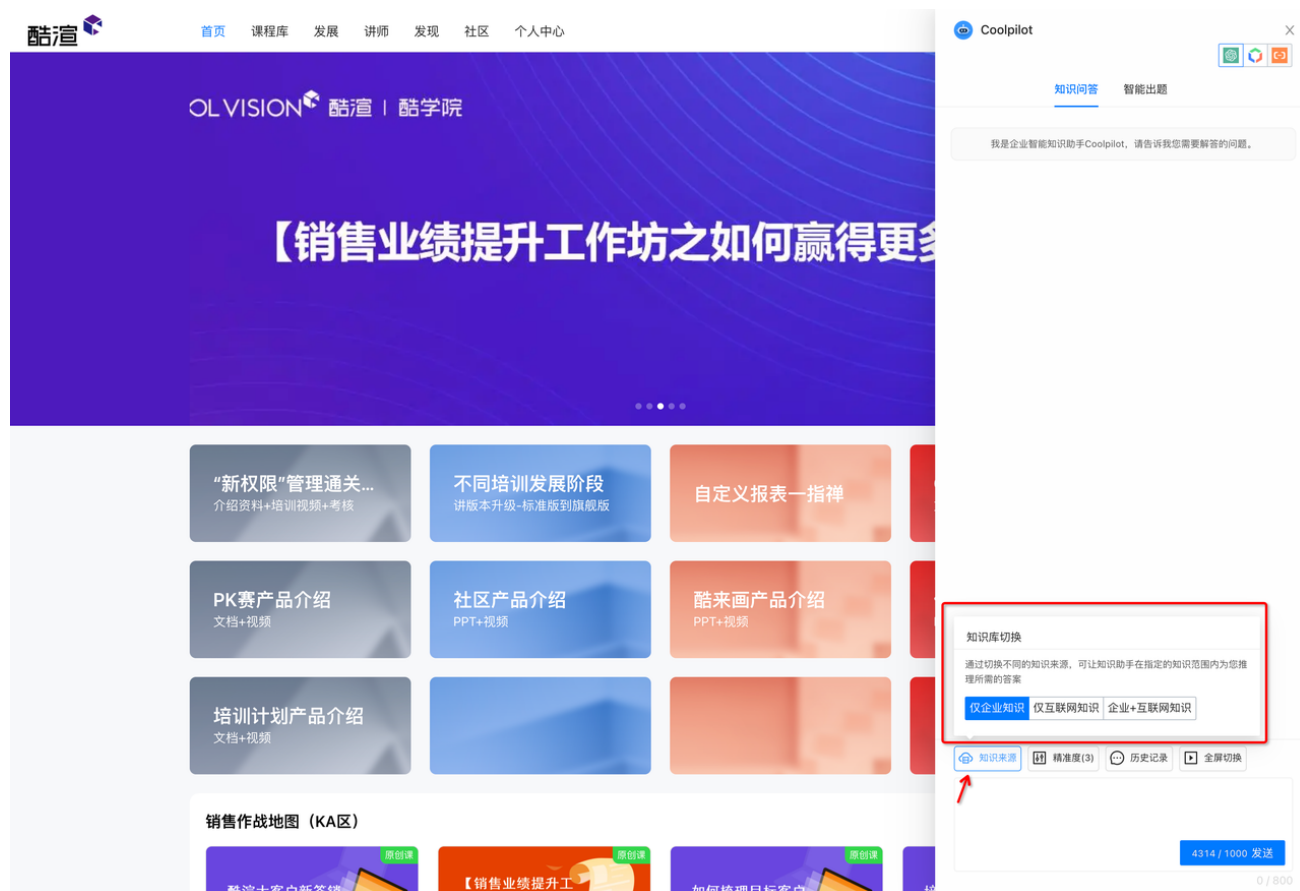 酷渲
首页 课程库 发展 讲师 发现 社区 个人中心
Coolpilot
知识问答 智能出题
OLVISION 酷渲 | 酷学院
我是企业智能知识助手Coolpilot，请告诉我您需要解答的问题。
【销售业绩提升工作坊之如何赢得更多
“新权限”管理通关...
介绍资料+培训视频+考核
不同培训发展阶段
讲版本升级-标准版到旗舰版
自定义报表一指禅
PK赛产品介绍
文档+视频
社区产品介绍
PPT+视频
酷来画产品介绍
PPT+视频
培训计划产品介绍
文档+视频
知识库切换
通过切换不同的知识来源，可让知识助手在指定的知识范围内为您推
理所需的答案
仅企业知识 仅互联网知识 企业+互联网知识
知识来源 精准度(3) 历史记录 全屏切换
4314 / 1000 发送
0 / 800
销售作战地图（KA区）
原创课
原创课
【销售业绩提升工
原创课
如何梳理目标客户